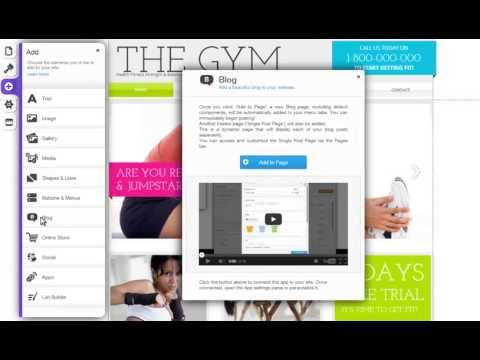 Add
Choose the elements you'd like to
add to your site.
Learn more
Text
Image
Gallery
Media
Shapes & Lines
Buttons & Menus
Blog
Online Store
Social
Apps
List Builder
THE GYM
Health Fitness Strength & Balance
CALL US TODAY ON
1-800-000-000
TO START GETTING FIT!
HOME
CONTACT
ARE YOU RE
& JUMPSTAR
Blog
Add a beautiful blog to your website.
Once you click "Add to Page" a new Blog page, including default
components, will be automatically added to your menu tabs. You can
immediately begin posting!
Another hidden page ('Single Post Page') will also be added.
This is a dynamic page that will display each of your blog posts
separately.
You can access and customize the Single Post Page via the Pages
bar.
Add to Page
Click the button above to connect this app to your site. Once
connected, open the App settings panel to personalize it.
DAYS
E TRIAL
IT'S TIME TO GET FIT!